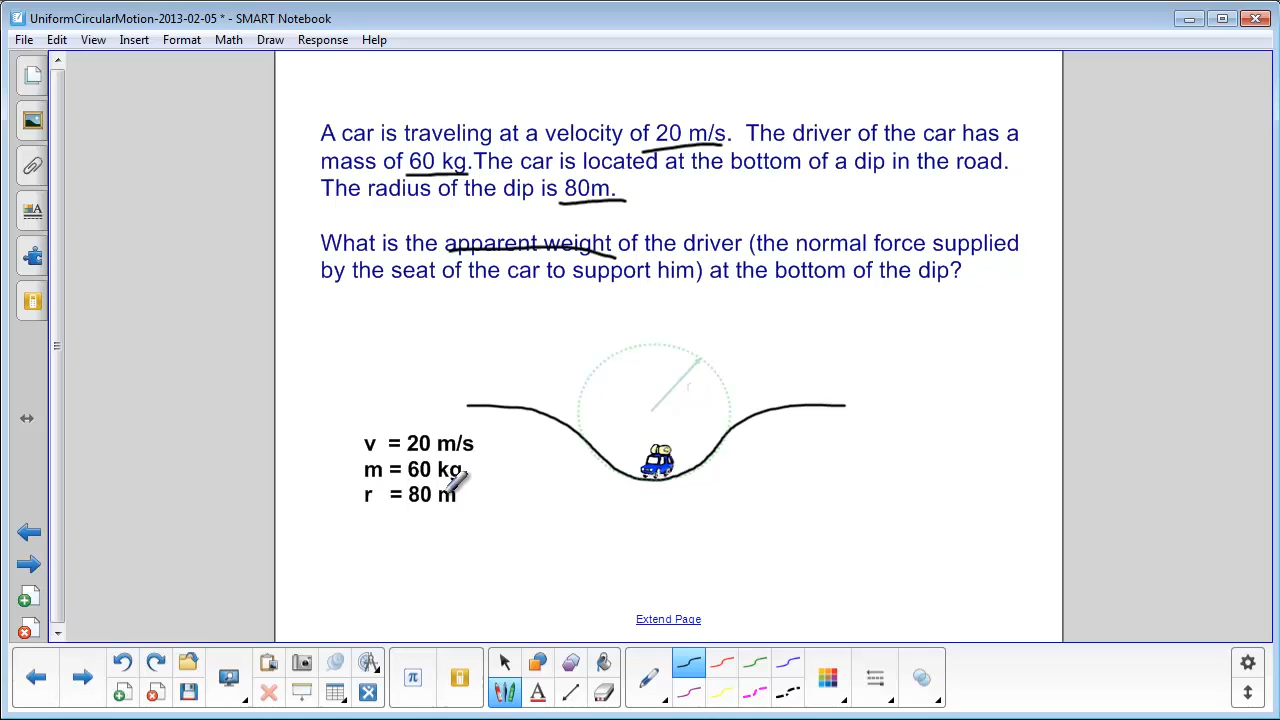 UniformCircularMotion-2013-02-05 * - SMART Notebook
File Edit View Insert Format Math Draw Response Help
A car is traveling at a velocity of 20 m/s. The driver of the car has a
mass of 60 kg.The car is located at the bottom of a dip in the road.
The radius of the dip is 80m.
What is the apparent weight of the driver (the normal force supplied
by the seat of the car to support him) at the bottom of the dip?
r
v = 20 m/s
m = 60 kg
r = 80 m
Extend Page
π
A